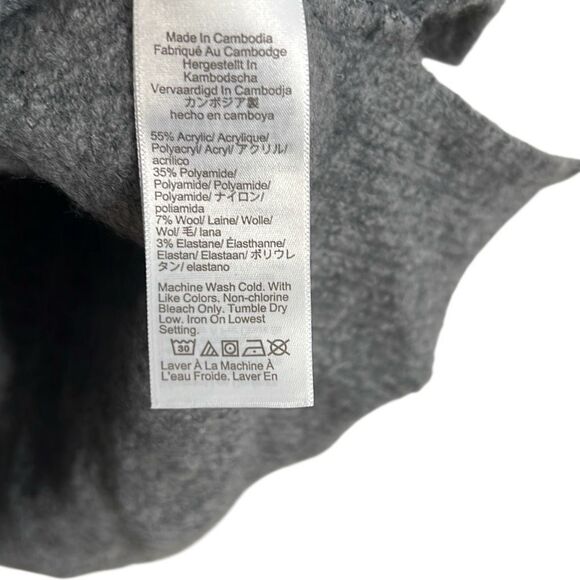 Made In Cambodia
Fabriqué Au Cambodge
Hergestellt In
Kambodscha
Vervaardigd In Cambodja
カンボジア製
hecho en camboya
55% Acrylic/ Acrylique/
Polyacryl/ Acryl/ アクリル/
acrilico
35% Polyamide/
Polyamide/ Polyamide/
Polyamide/ ナイロン/
poliamida
7% Wool/ Laine/ Wolle/
Wol/ 毛/ lana
3% Elastane/ Élasthanne/
Elastan/ Elastaan/ ポリウレ
タン/ elastano
Machine Wash Cold. With
Like Colors. Non-chlorine
Bleach Only. Tumble Dry
Low. Iron On Lowest
Setting.
30
Laver À La Machine À
L'eau Froide. Laver En